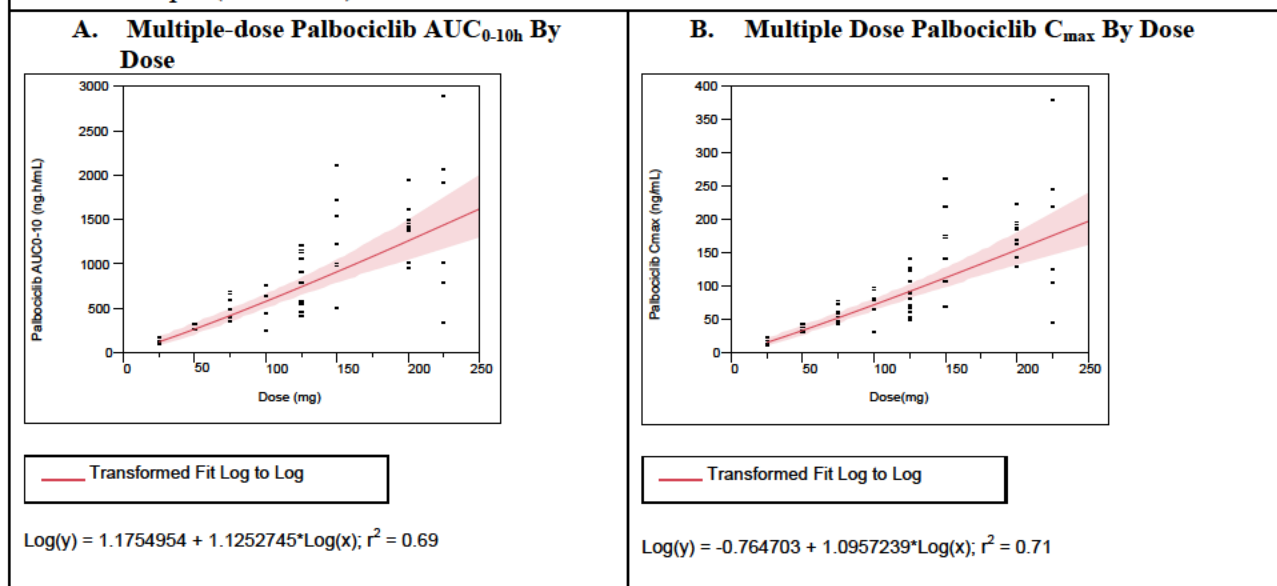 A. Multiple-dose Palbociclib AUC0-10h By
Dose
3000
2500
2000
1500
1000
500
0
Palbociclib AUC0-10 (ng.h/mL)
0 50 100 150 200 250
Dose (mg)
Transformed Fit Log to Log
Log(y) = 1.1754954 + 1.1252745*Log(x); r² = 0.69
B. Multiple Dose Palbociclib Cmax By Dose
400
350
300
250
200
150
100
50
0
Palbociclib Cmax (ng/mL)
0 50 100 150 200 250
Dose(mg)
Transformed Fit Log to Log
Log(y) = -0.764703 + 1.0957239*Log(x); r² = 0.71